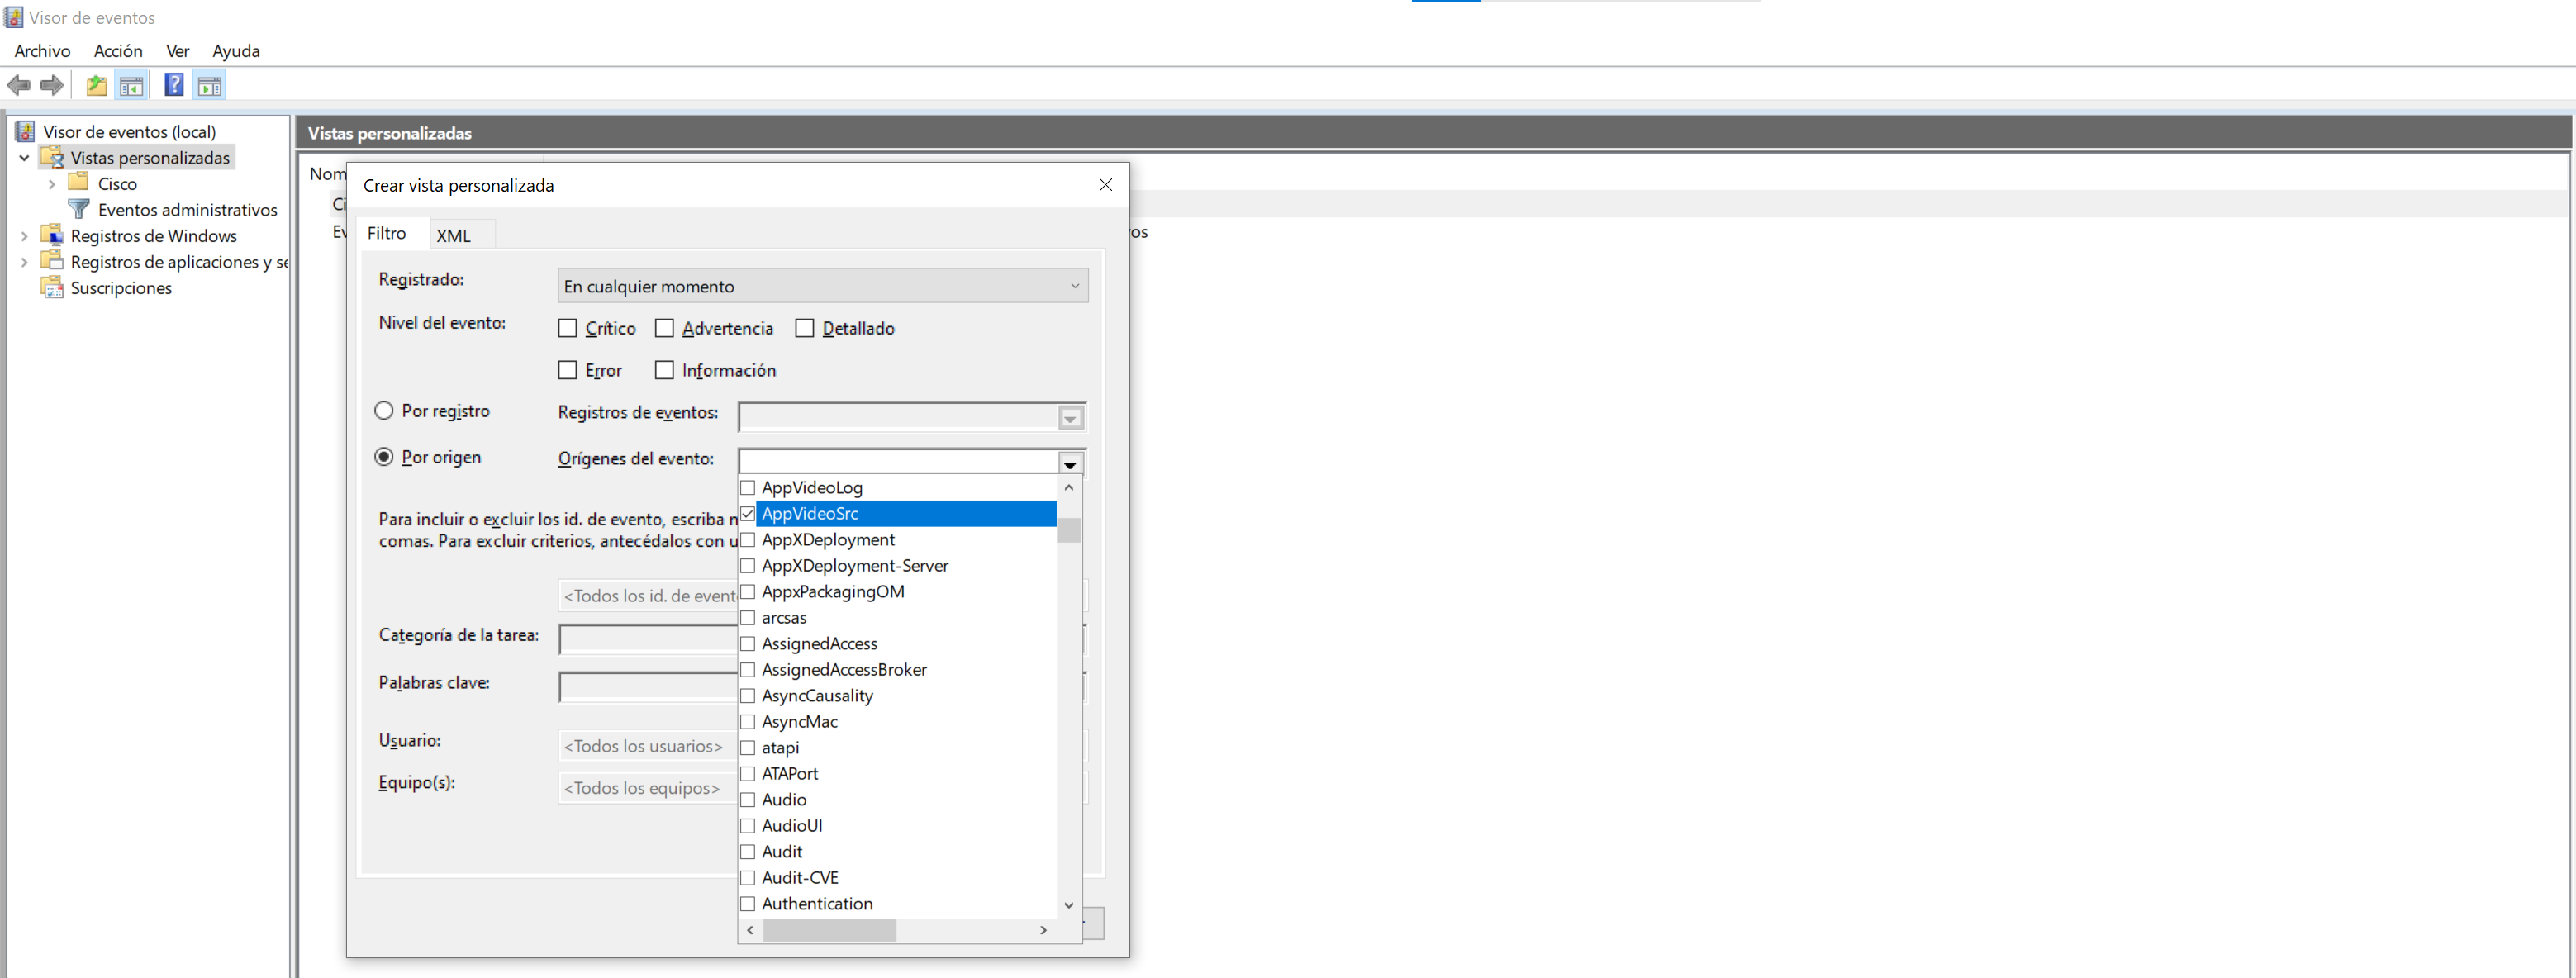 Visor de eventos
Archivo Acción Ver Ayuda
Visor de eventos (local)
Vistas personalizadas
Cisco
Eventos administrativos
Registros de Windows
Registros de aplicaciones y se
Suscripciones
Vistas personalizadas
Nom
Ci
Ev
ros
Crear vista personalizada
Filtro XML
Registrado: En cualquier momento
Nivel del evento: Crítico Advertencia Detallado
Error Información
Por registro Registros de eventos:
Por origen Orígenes del evento:
Para incluir o excluir los id. de evento, escriba n
comas. Para excluir criterios, antecédalos con u
<Todos los id. de evento
Categoría de la tarea:
Palabras clave:
Usuario: <Todos los usuarios>
Equipo(s): <Todos los equipos>
AppVideoLog
AppVideoSrc
AppXDeployment
AppXDeployment-Server
AppxPackagingOM
arcsas
AssignedAccess
AssignedAccessBroker
AsyncCausality
AsyncMac
atapi
ATAPort
Audio
AudioUI
Audit
Audit-CVE
Authentication